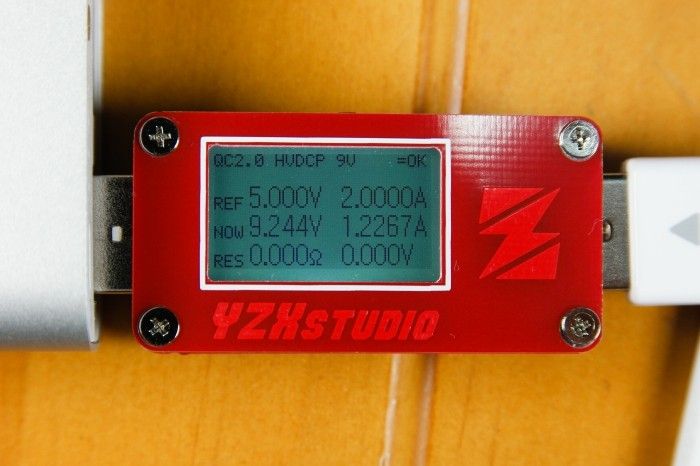 QC2.0 HVDCP 9V =OK
REF 5.000V 2.0000A
NOW 9.244V 1.2267A
RES 0.000Ω 0.000V
YZXSTUDIO